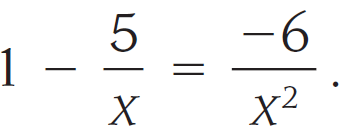 1 − 5/x = −6/x² .